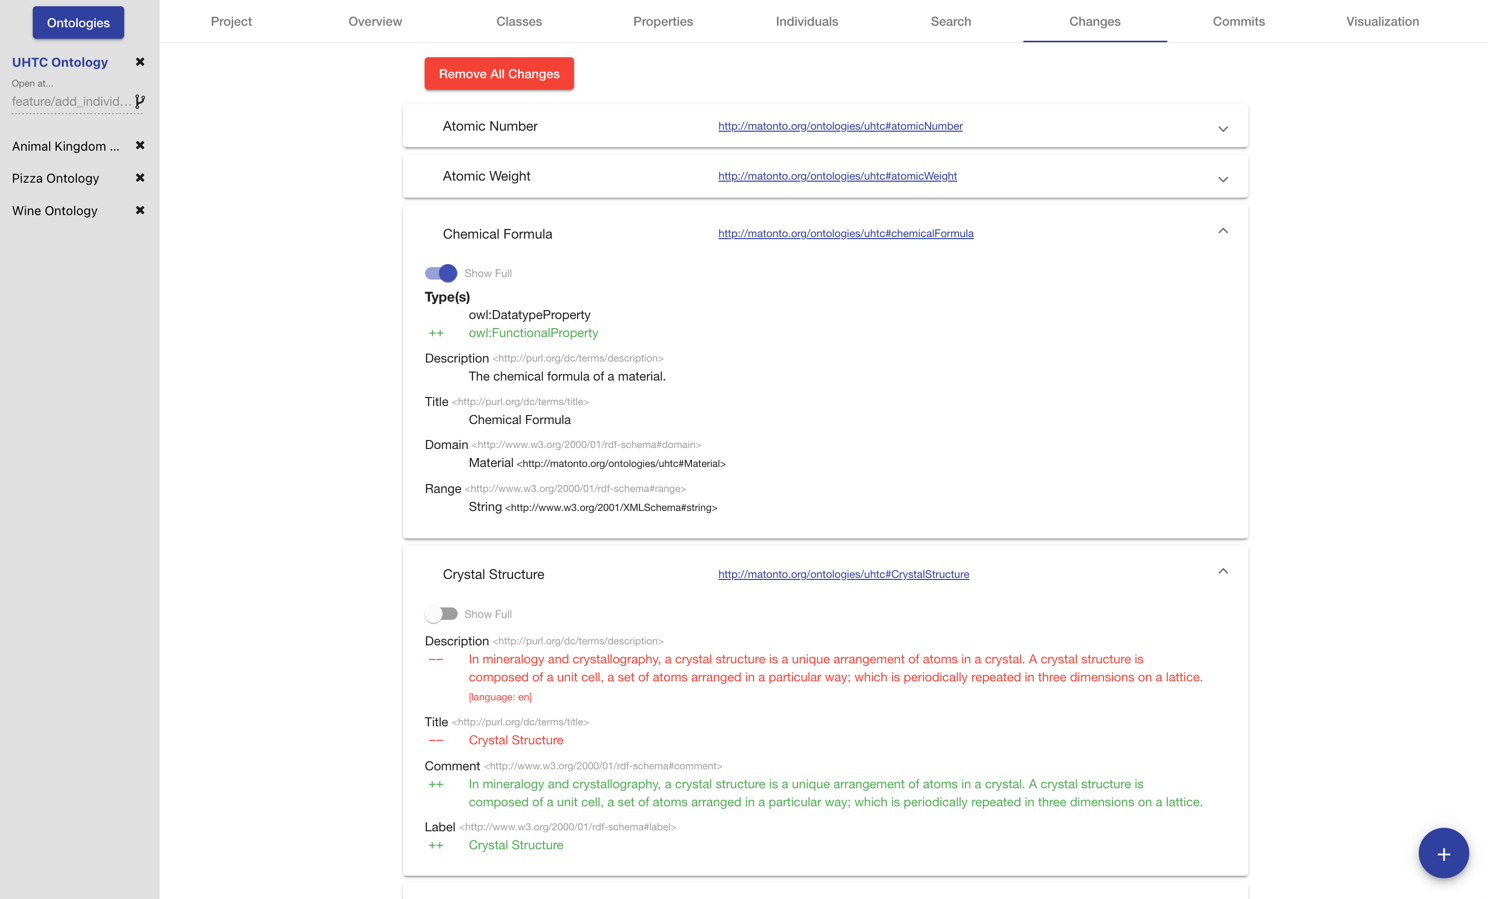 Ontologies
UHTC Ontology
Open at...
feature/add_individ...
Animal Kingdom ...
Pizza Ontology
Wine Ontology
Project Overview Classes Properties Individuals Search Changes Commits Visualization
Remove All Changes
Atomic Number http://matonto.org/ontologies/uhtc#atomicNumber
Atomic Weight http://matonto.org/ontologies/uhtc#atomicWeight
Chemical Formula http://matonto.org/ontologies/uhtc#chemicalFormula
Show Full
Type(s)
owl:DatatypeProperty
++ owl:FunctionalProperty
Description <http://purl.org/dc/terms/description>
The chemical formula of a material.
Title <http://purl.org/dc/terms/title>
Chemical Formula
Domain <http://www.w3.org/2000/01/rdf-schema#domain>
Material <http://matonto.org/ontologies/uhtc#Material>
Range <http://www.w3.org/2000/01/rdf-schema#range>
String <http://www.w3.org/2001/XMLSchema#string>
Crystal Structure http://matonto.org/ontologies/uhtc#CrystalStructure
Show Full
Description <http://purl.org/dc/terms/description>
-- In mineralogy and crystallography, a crystal structure is a unique arrangement of atoms in a crystal. A crystal structure is
composed of a unit cell, a set of atoms arranged in a particular way; which is periodically repeated in three dimensions on a lattice.
[language: en]
Title <http://purl.org/dc/terms/title>
-- Crystal Structure
Comment <http://www.w3.org/2000/01/rdf-schema#comment>
++ In mineralogy and crystallography, a crystal structure is a unique arrangement of atoms in a crystal. A crystal structure is
composed of a unit cell, a set of atoms arranged in a particular way; which is periodically repeated in three dimensions on a lattice.
Label <http://www.w3.org/2000/01/rdf-schema#label>
++ Crystal Structure
+